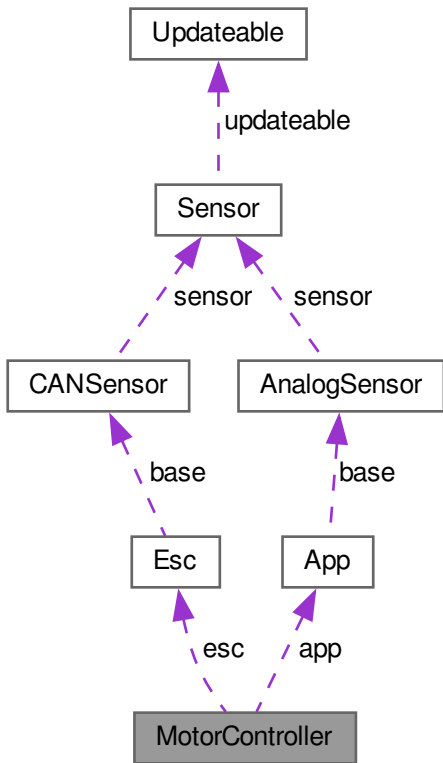 Updateable
updateable
Sensor
sensor
sensor
CANSensor
AnalogSensor
base
base
Esc
App
esc
app
MotorController